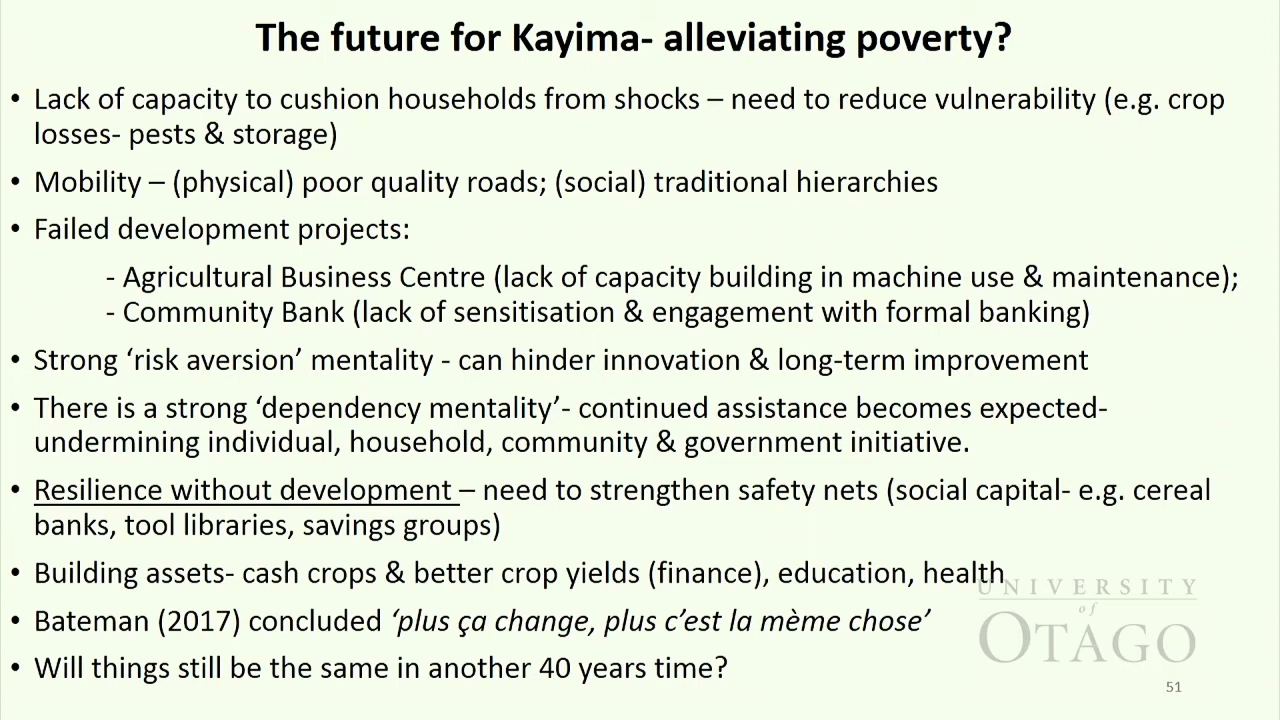 The future for Kayima- alleviating poverty?
• Lack of capacity to cushion households from shocks – need to reduce vulnerability (e.g. crop
losses- pests & storage)
• Mobility – (physical) poor quality roads; (social) traditional hierarchies
• Failed development projects:
- Agricultural Business Centre (lack of capacity building in machine use & maintenance);
- Community Bank (lack of sensitisation & engagement with formal banking)
• Strong ‘risk aversion’ mentality - can hinder innovation & long-term improvement
• There is a strong ‘dependency mentality’- continued assistance becomes expected-
undermining individual, household, community & government initiative.
• Resilience without development – need to strengthen safety nets (social capital- e.g. cereal
banks, tool libraries, savings groups)
• Building assets- cash crops & better crop yields (finance), education, health
• Bateman (2017) concluded ‘plus ça change, plus c’est la mème chose’
• Will things still be the same in another 40 years time?
UNIVERSITY
of
OTAGO
51